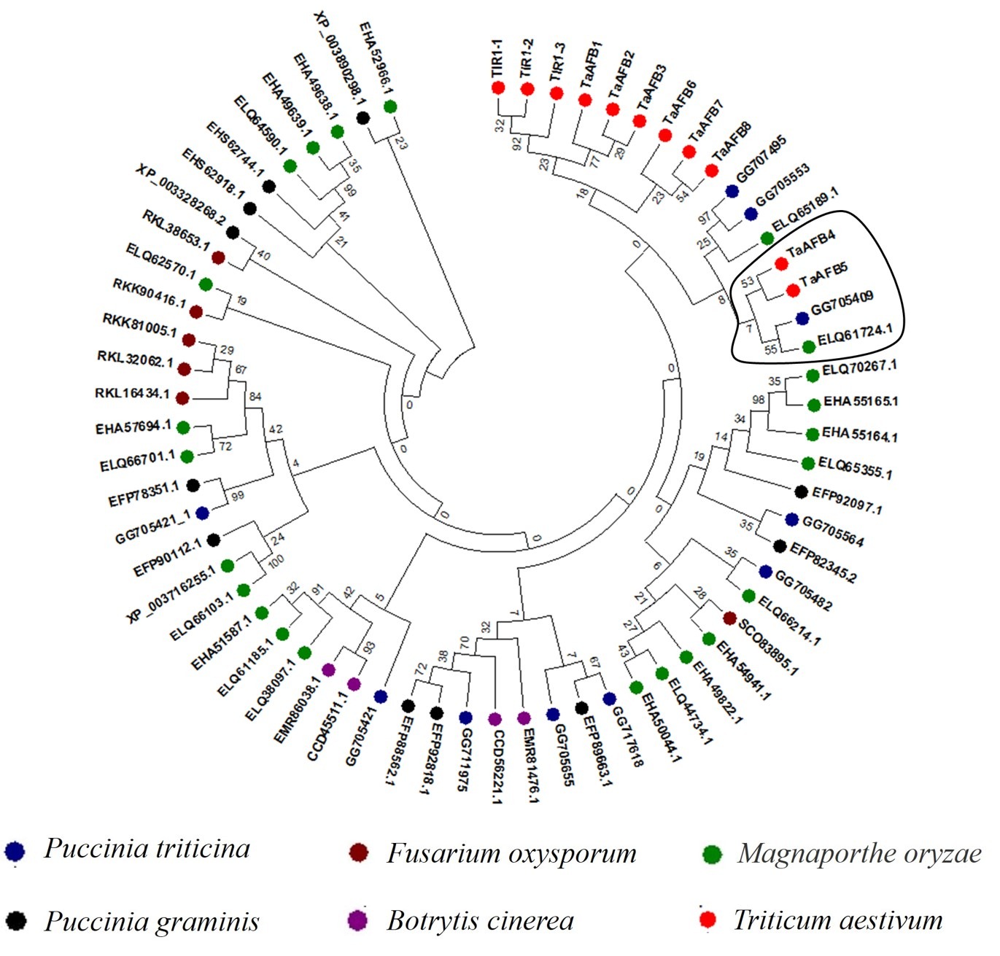 TIR1-1
TIR1-2
TIR1-3
TaAFB1
TaAFB2
TaAFB3
TaAFB6
TaAFB7
TaAFB8
GG707495
GG705553
ELQ65189.1
TaAFB4
TaAFB5
GG705409
ELQ61724.1
ELQ70267.1
EHA55165.1
EHA55164.1
ELQ65355.1
EFP92097.1
GG705564
EFP82345.2
GG705482
ELQ66214.1
SCO83895.1
EHA54941.1
EHA49822.1
ELQ44734.1
EHA50044.1
GG717618
EFP89663.1
GG705655
EMR81476.1
CCD56221.1
GG711975
EFP92818.1
EFP88562.1
GG705421
CCD45511.1
EMR86038.1
ELQ38097.1
ELQ61185.1
EHA51587.1
ELQ66103.1
XP_003716255.1
EFP90112.1
GG705421_1
EFP78351.1
ELQ66701.1
EHA57694.1
RKL16434.1
RKL32062.1
RKK81005.1
RKK90416.1
ELQ62570.1
RKL38653.1
XP_003328268.2
EHS62918.1
EHS62744.1
ELQ64590.1
EHA49639.1
EHA49638.1
XP_003890298.1
EHA52966.1
32
92
23
77
29
18
23
54
0
97
25
8
53
7
55
0
35
98
34
14
19
35
0
6
35
21
28
27
43
0
7
32
70
38
72
7
67
0
5
42
91
32
93
0
4
24
100
42
99
84
67
29
72
0
19
0
40
21
41
99
35
23
Puccinia triticina
Fusarium oxysporum
Magnaporthe oryzae
Puccinia graminis
Botrytis cinerea
Triticum aestivum